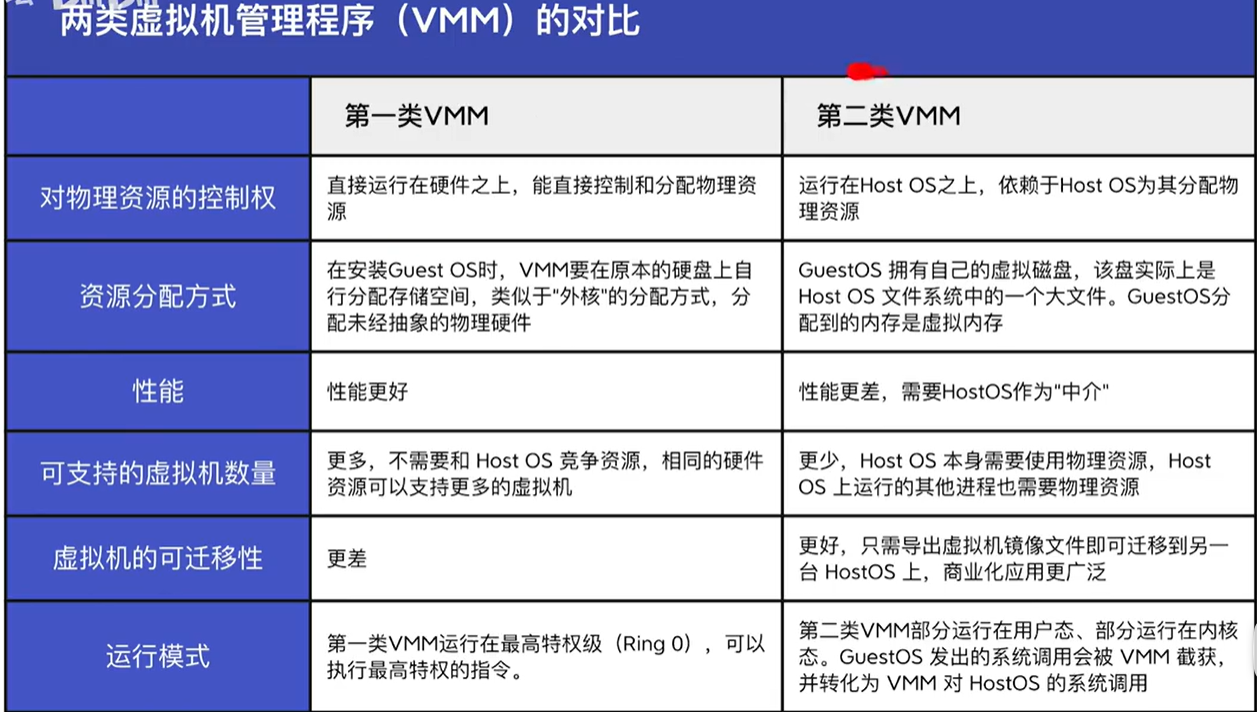 两类虚拟机管理程序（VMM）的对比
第一类VMM
第二类VMM
对物理资源的控制权
直接运行在硬件之上，能直接控制和分配物理资
源
运行在Host OS之上，依赖于Host OS为其分配物
理资源
资源分配方式
在安装Guest OS时，VMM要在原本的硬盘上自
行分配存储空间，类似于"外核"的分配方式，分
配未经抽象的物理硬件
GuestOS 拥有自己的虚拟磁盘，该盘实际上是
Host OS 文件系统中的一个大文件。GuestOS分
配到的内存是虚拟内存
性能
性能更好
性能更差，需要HostOS作为"中介"
可支持的虚拟机数量
更多，不需要和 Host OS 竞争资源，相同的硬件
资源可以支持更多的虚拟机
更少，Host OS 本身需要使用物理资源，Host
OS 上运行的其他进程也需要物理资源
虚拟机的可迁移性
更差
更好，只需导出虚拟机镜像文件即可迁移到另一
台 HostOS 上，商业化应用更广泛
运行模式
第一类VMM运行在最高特权级（Ring 0），可以
执行最高特权的指令。
第二类VMM部分运行在用户态、部分运行在内核
态。GuestOS 发出的系统调用会被 VMM 截获，
并转化为 VMM 对 HostOS 的系统调用